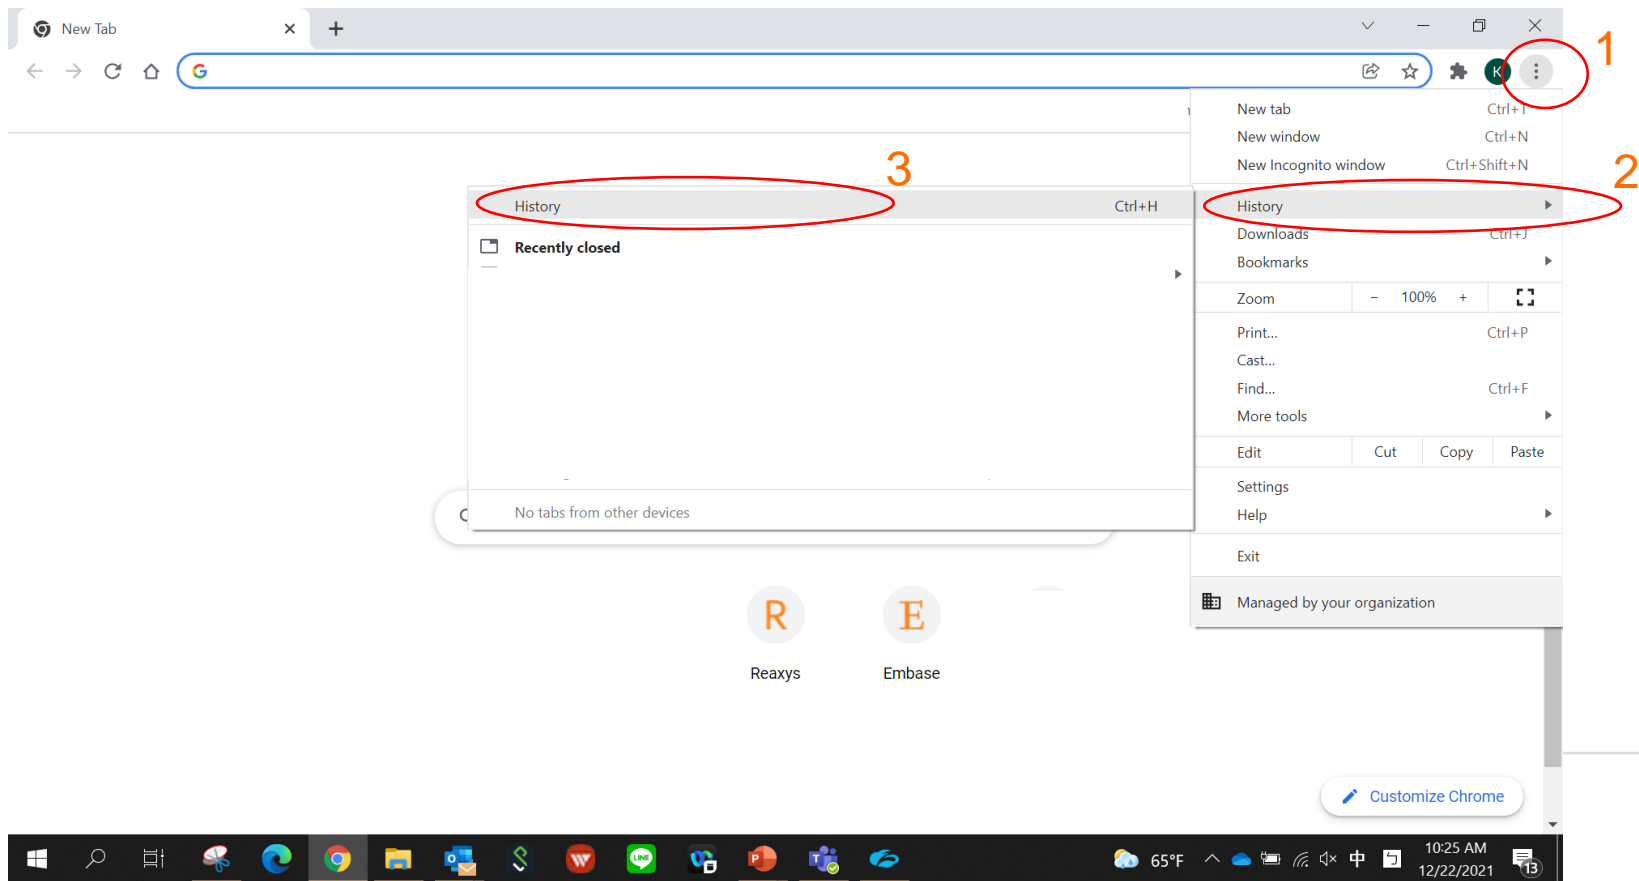 New Tab
1
K
New tab Ctrl+T
New window Ctrl+N
New Incognito window Ctrl+Shift+N
2
3
History Ctrl+H
History
Recently closed
Downloads Ctrl+J
Bookmarks
Zoom - 100% +
Print... Ctrl+P
Cast...
Find... Ctrl+F
More tools
Edit Cut Copy Paste
Settings
No tabs from other devices
Help
Exit
Managed by your organization
R E
Reaxys Embase
Customize Chrome
LINE
65°F
中
ㄅ
10:25 AM
12/22/2021
13